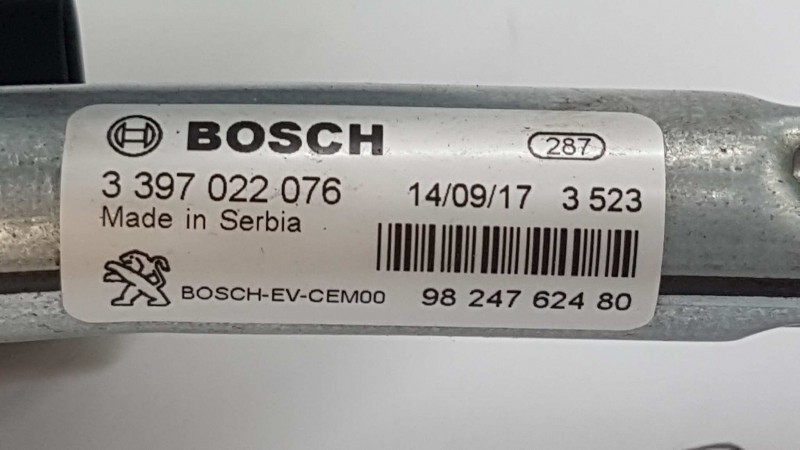 BOSCH 287
3 397 022 076 14/09/17 3 523
Made in Serbia
BOSCH-EV-CEM00 98 247 624 80